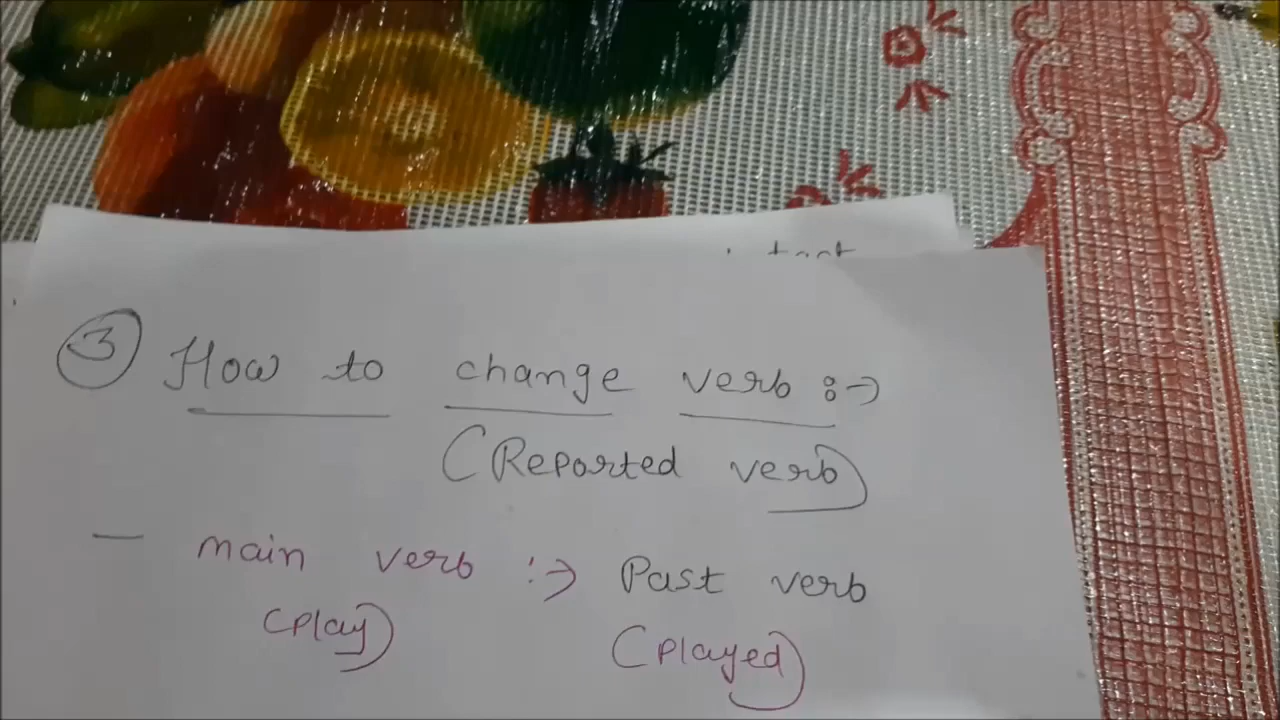 ③ How to change verb :->
(Reported verb)
— main verb :-> Past verb
(Play) (Played)